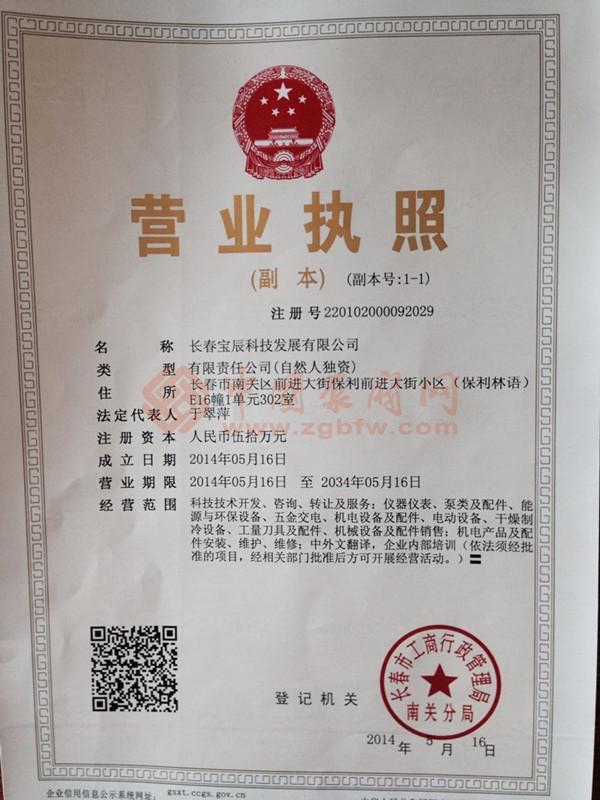 营业执照
(副 本) (副本号:1-1)
注 册 号 220102000092029
名 称 长春宝辰科技发展有限公司
类 型 有限责任公司(自然人独资)
住 所 长春市南关区前进大街保利前进大街小区（保利林语）
E16幢1单元302室
法定代表人 于翠萍
注册资本 人民币伍拾万元
成立日期 2014年05月16日
营业期限 2014年05月16日 至 2034年05月16日
经营范围 科技技术开发、咨询、转让及服务；仪器仪表、泵类及配件、能
源与环保设备、五金交电、机电设备及配件、电动设备、干燥制
冷设备、工量刀具及配件、机械设备及配件销售；机电产品及配
件安装、维护、维修；中外文翻译，企业内部培训（依法须经批
准的项目，经相关部门批准后方可开展经营活动。）〓
中国泵阀网
www.zgbfw.com
长春市工商行政管理局
南关分局
登 记 机 关
2014 年 5 月 16 日
企业信用信息公示系统网址: gsxt.ccgs.gov.cn